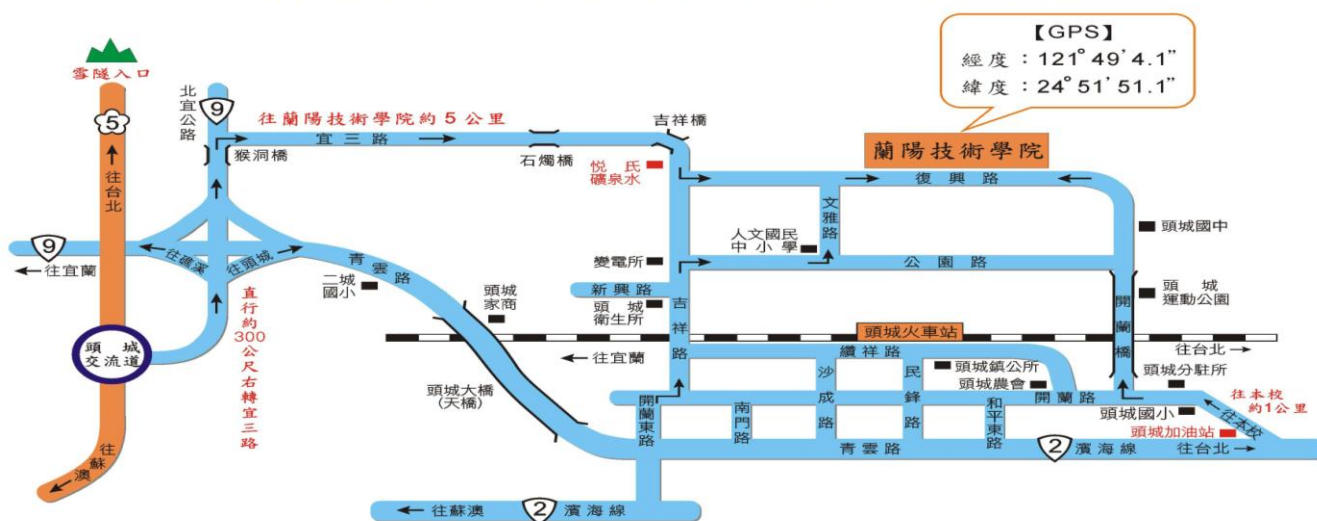 【GPS】
經度：121°49'4.1”
緯度：24°51'51.1”
雪隧入口
5
往台北
北宜公路
9
往蘭陽技術學院約 5 公里
宜三路
猴洞橋
石燭橋
吉祥橋
悅氏
礦泉水
蘭陽技術學院
復興路
文雅路
頭城國中
人文國民
中小學
9
往宜蘭
往礁溪
往頭城
青雲路
二城
國小
變電所
公園路
新興路
頭城
衛生所
吉祥路
頭城
運動公園
開蘭橋
頭城
家商
直行約
300
公尺右轉宜三路
頭城
交流道
頭城火車站
往宜蘭
往台北
纘祥路
頭城大橋
(天橋)
沙成路
民鋒路
頭城鎮公所
頭城農會
頭城分駐所
開蘭東路
南門路
和平東路
開蘭路
頭城國小
往本校
約1公里
往本校
頭城加油站
往蘇澳
青雲路
2
濱海線
往台北
往蘇澳
2
濱海線